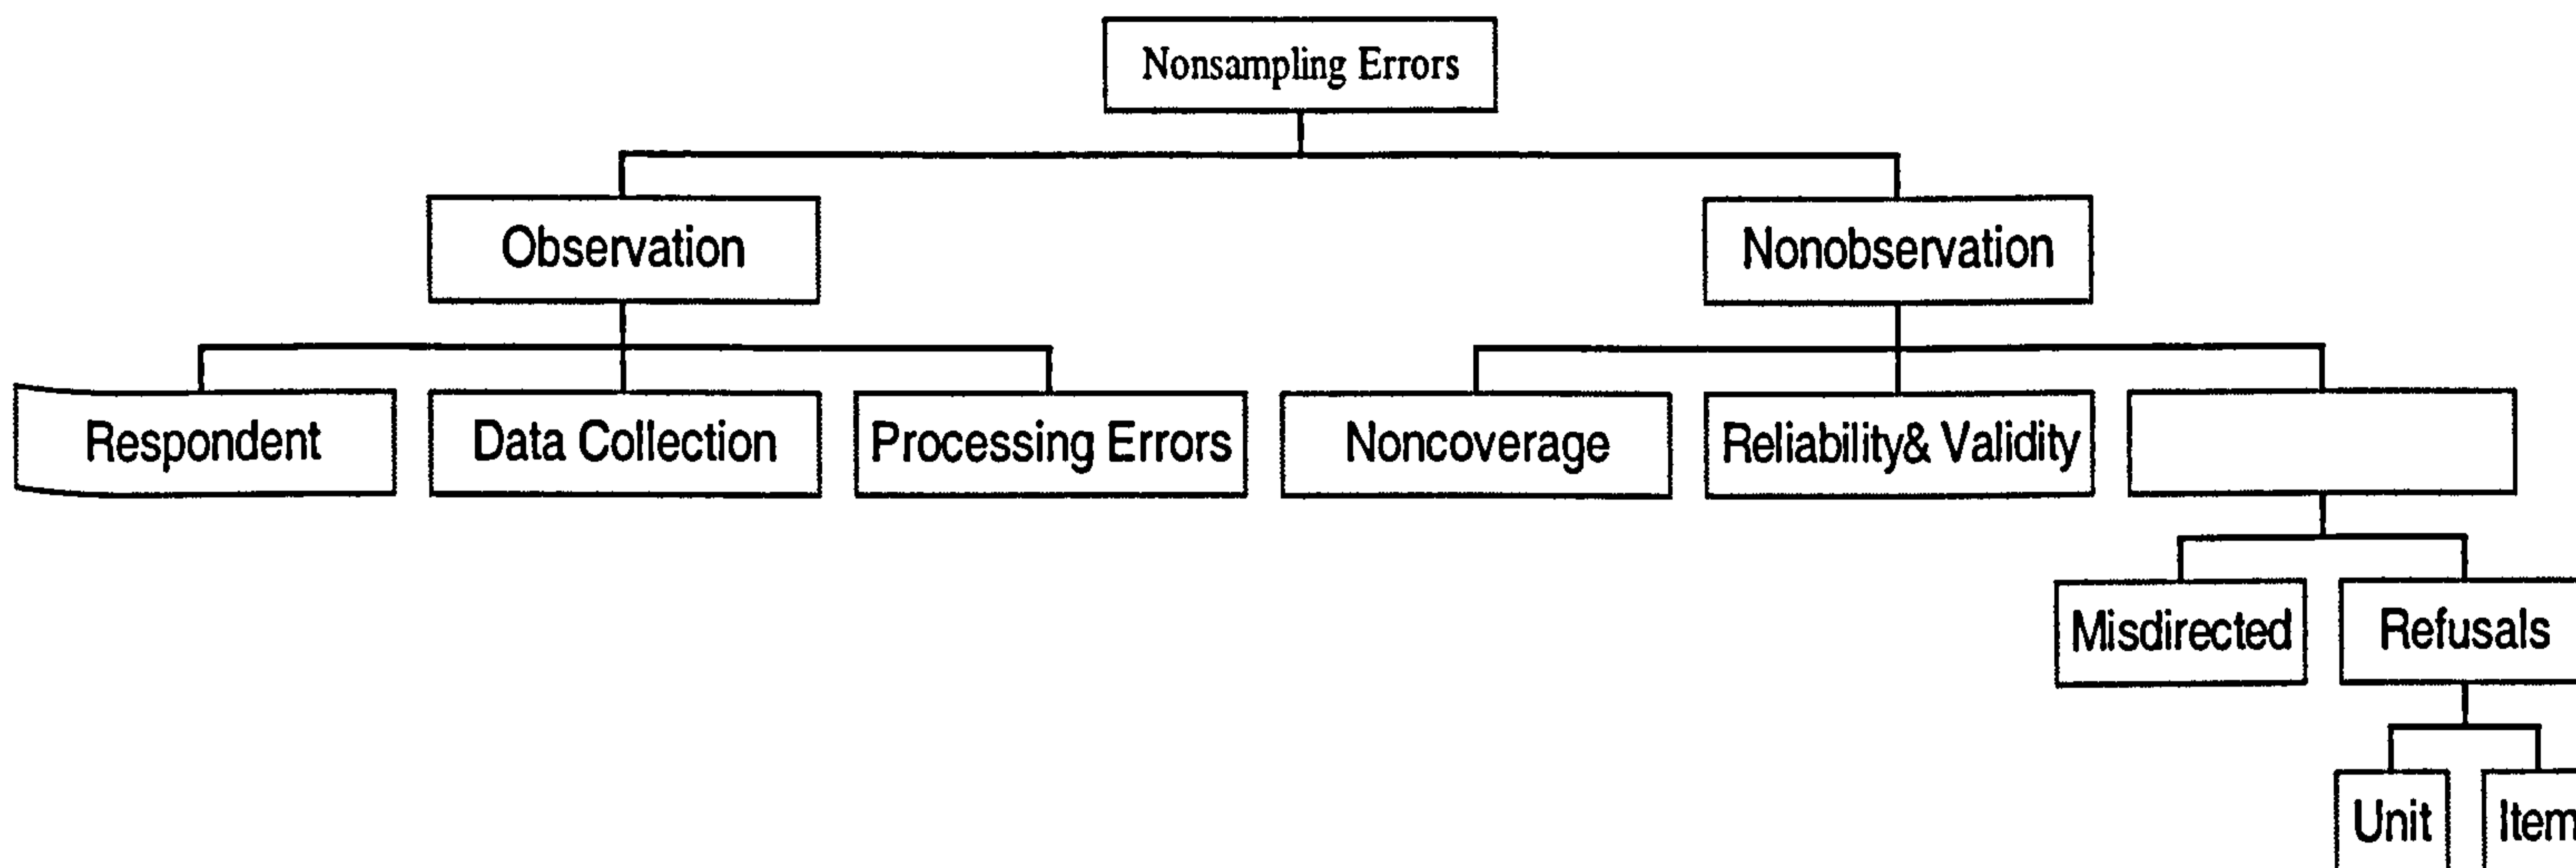 Nonsampling Errors
Observation
Nonobservation
Respondent
Data Collection
Processing Errors
Noncoverage
Reliability& Validity
Misdirected
Refusals
Unit
Item